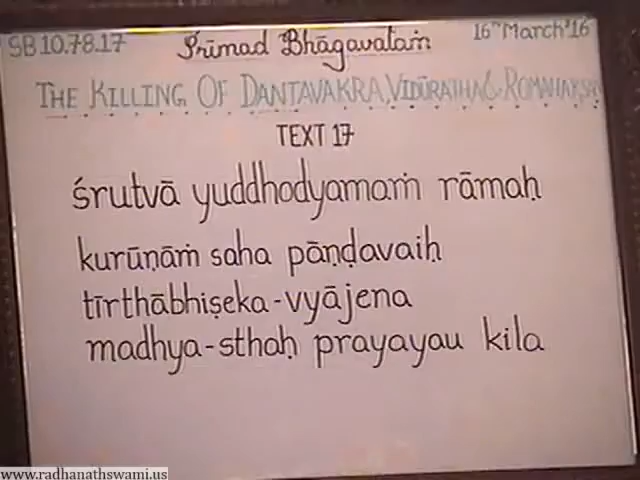 SB 10.78.17 Śrīmad Bhāgavatam 16th March'16
THE KILLING OF DANTAVAKRA, VIDŪRATHA & ROMAHARṢ
TEXT 17
śrutvā yuddhodyamaṁ rāmaḥ
kurūṇāṁ saha pāṇḍavaiḥ
tīrthābhiṣeka-vyājena
madhya-sthaḥ prayayau kila
www.radhanathswami.us